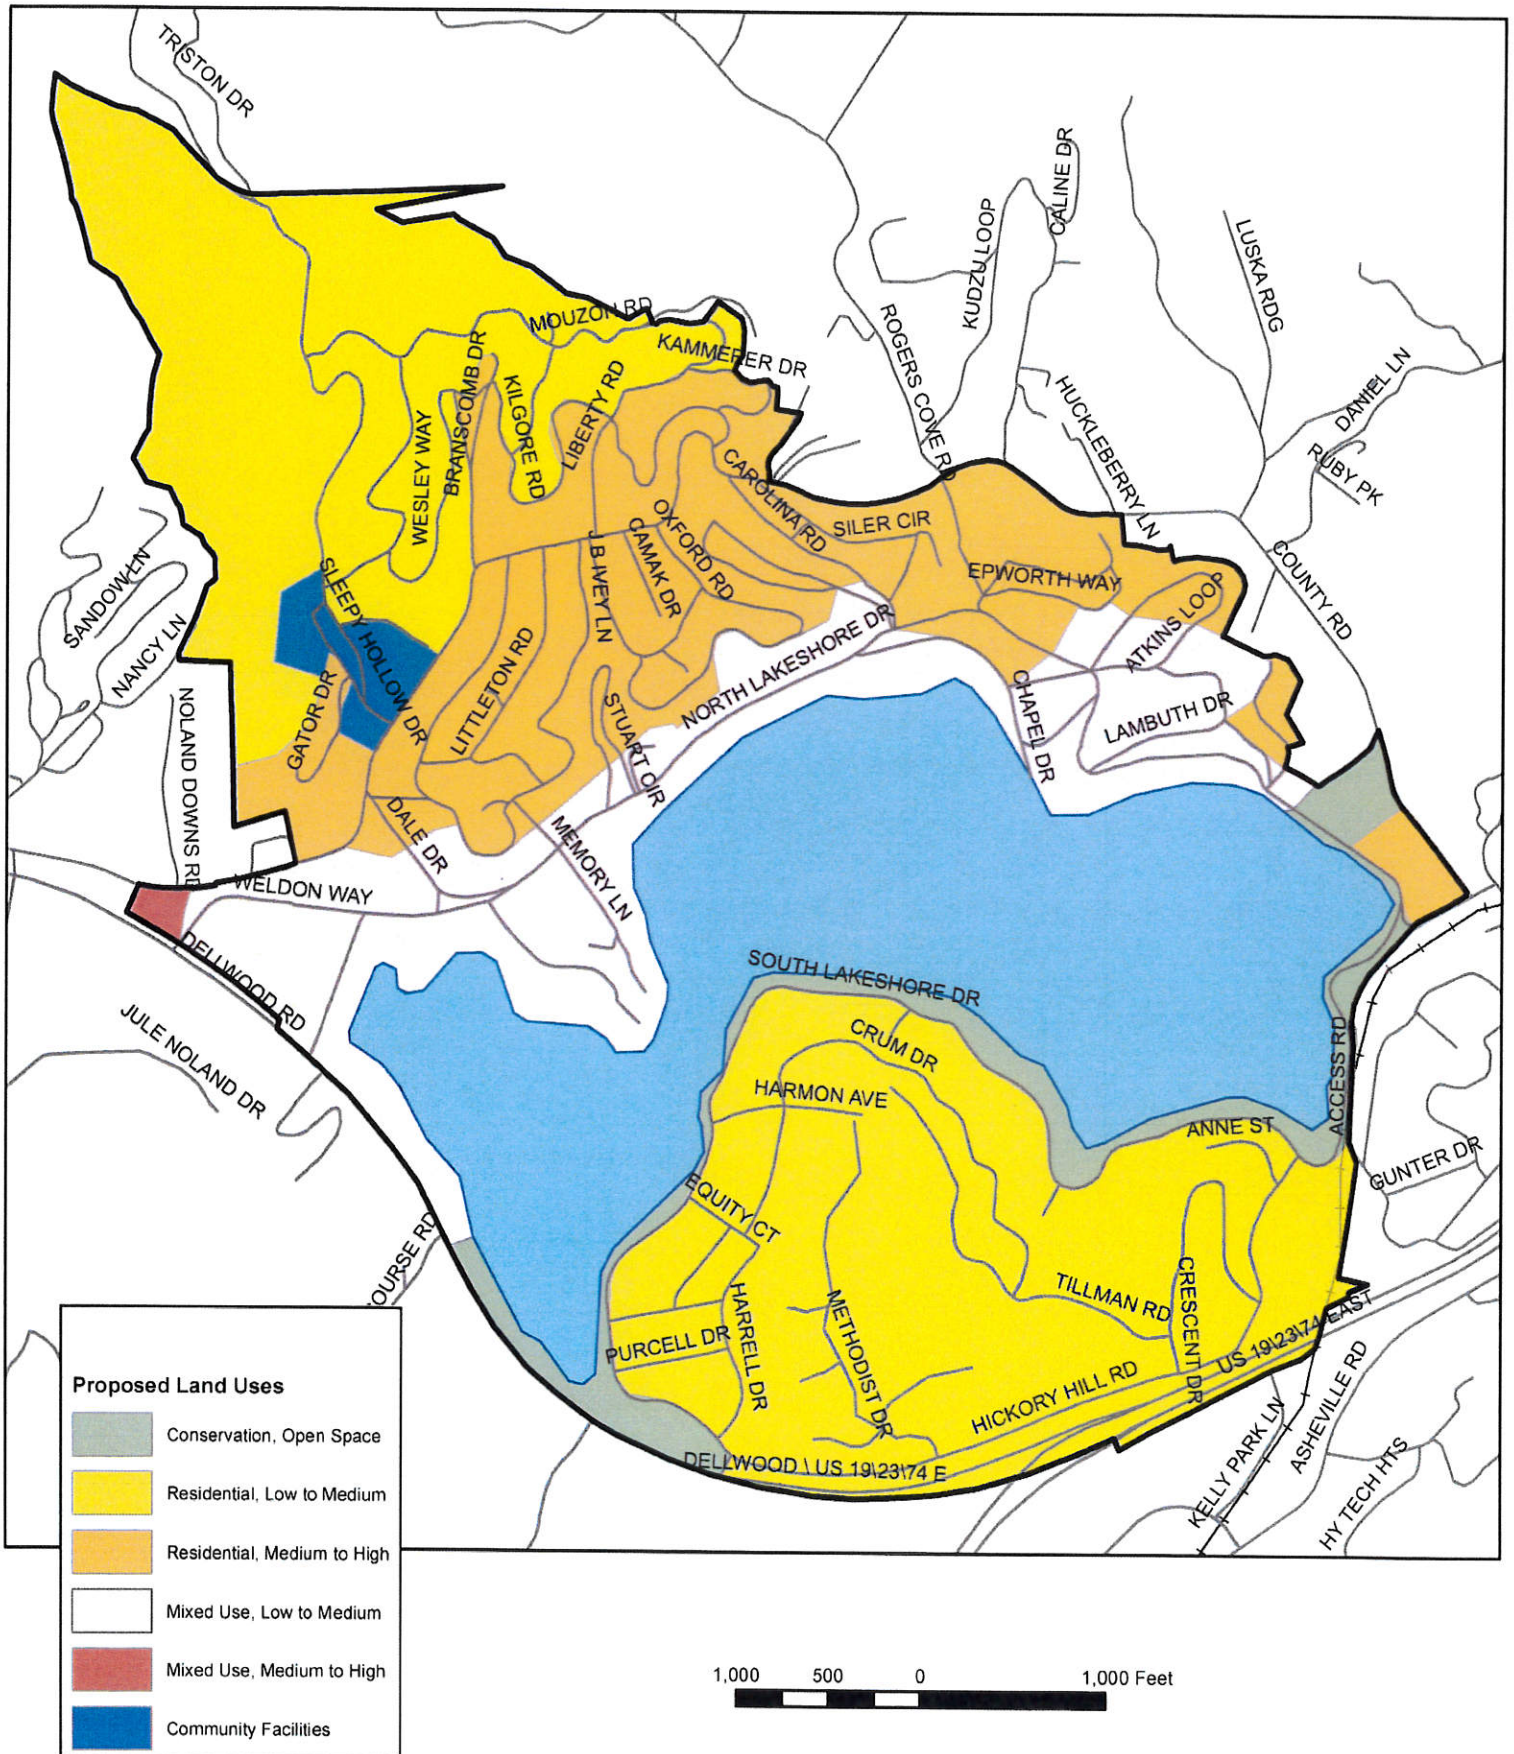 TRISTON DR
CALINE DR
KUDZU LOOP
LUSKA RDG
MOUZON RD
KAMMERER DR
ROGERS COVE RD
HUCKLEBERRY LN
DANIEL LN
RUBY PK
BRANSCOMB DR
KILGORE RD
LIBERTY RD
WESLEY WAY
CAROLINA RD
SILER CIR
OXFORD RD
CAMAK DR
J B IVEY LN
EPWORTH WAY
COUNTY RD
SANDOW LN
NANCY LN
SLEEPY HOLLOW DR
ATKINS LOOP
NORTH LAKESHORE DR
LITTLETON RD
GATOR DR
STUART CIR
CHAPEL DR
LAMBUTH DR
NOLAND DOWNS RD
DALE DR
MEMORY LN
WELDON WAY
DELLWOOD RD
JULE NOLAND DR
SOUTH LAKESHORE DR
CRUM DR
HARMON AVE
ACCESS RD
ANNE ST
GUNTER DR
EQUITY CT
OURSE RD
TILLMAN RD
CRESCENT DR
HARRELL DR
METHODIST DR
PURCELL DR
US 19\23\74 EAST
HICKORY HILL RD
DELLWOOD \ US 19\23\74 E
KELLY PARK LN
ASHEVILLE RD
HY TECH HTS
Proposed Land Uses
Conservation, Open Space
Residential, Low to Medium
Residential, Medium to High
Mixed Use, Low to Medium
Mixed Use, Medium to High
Community Facilities
1,000 500 0 1,000 Feet